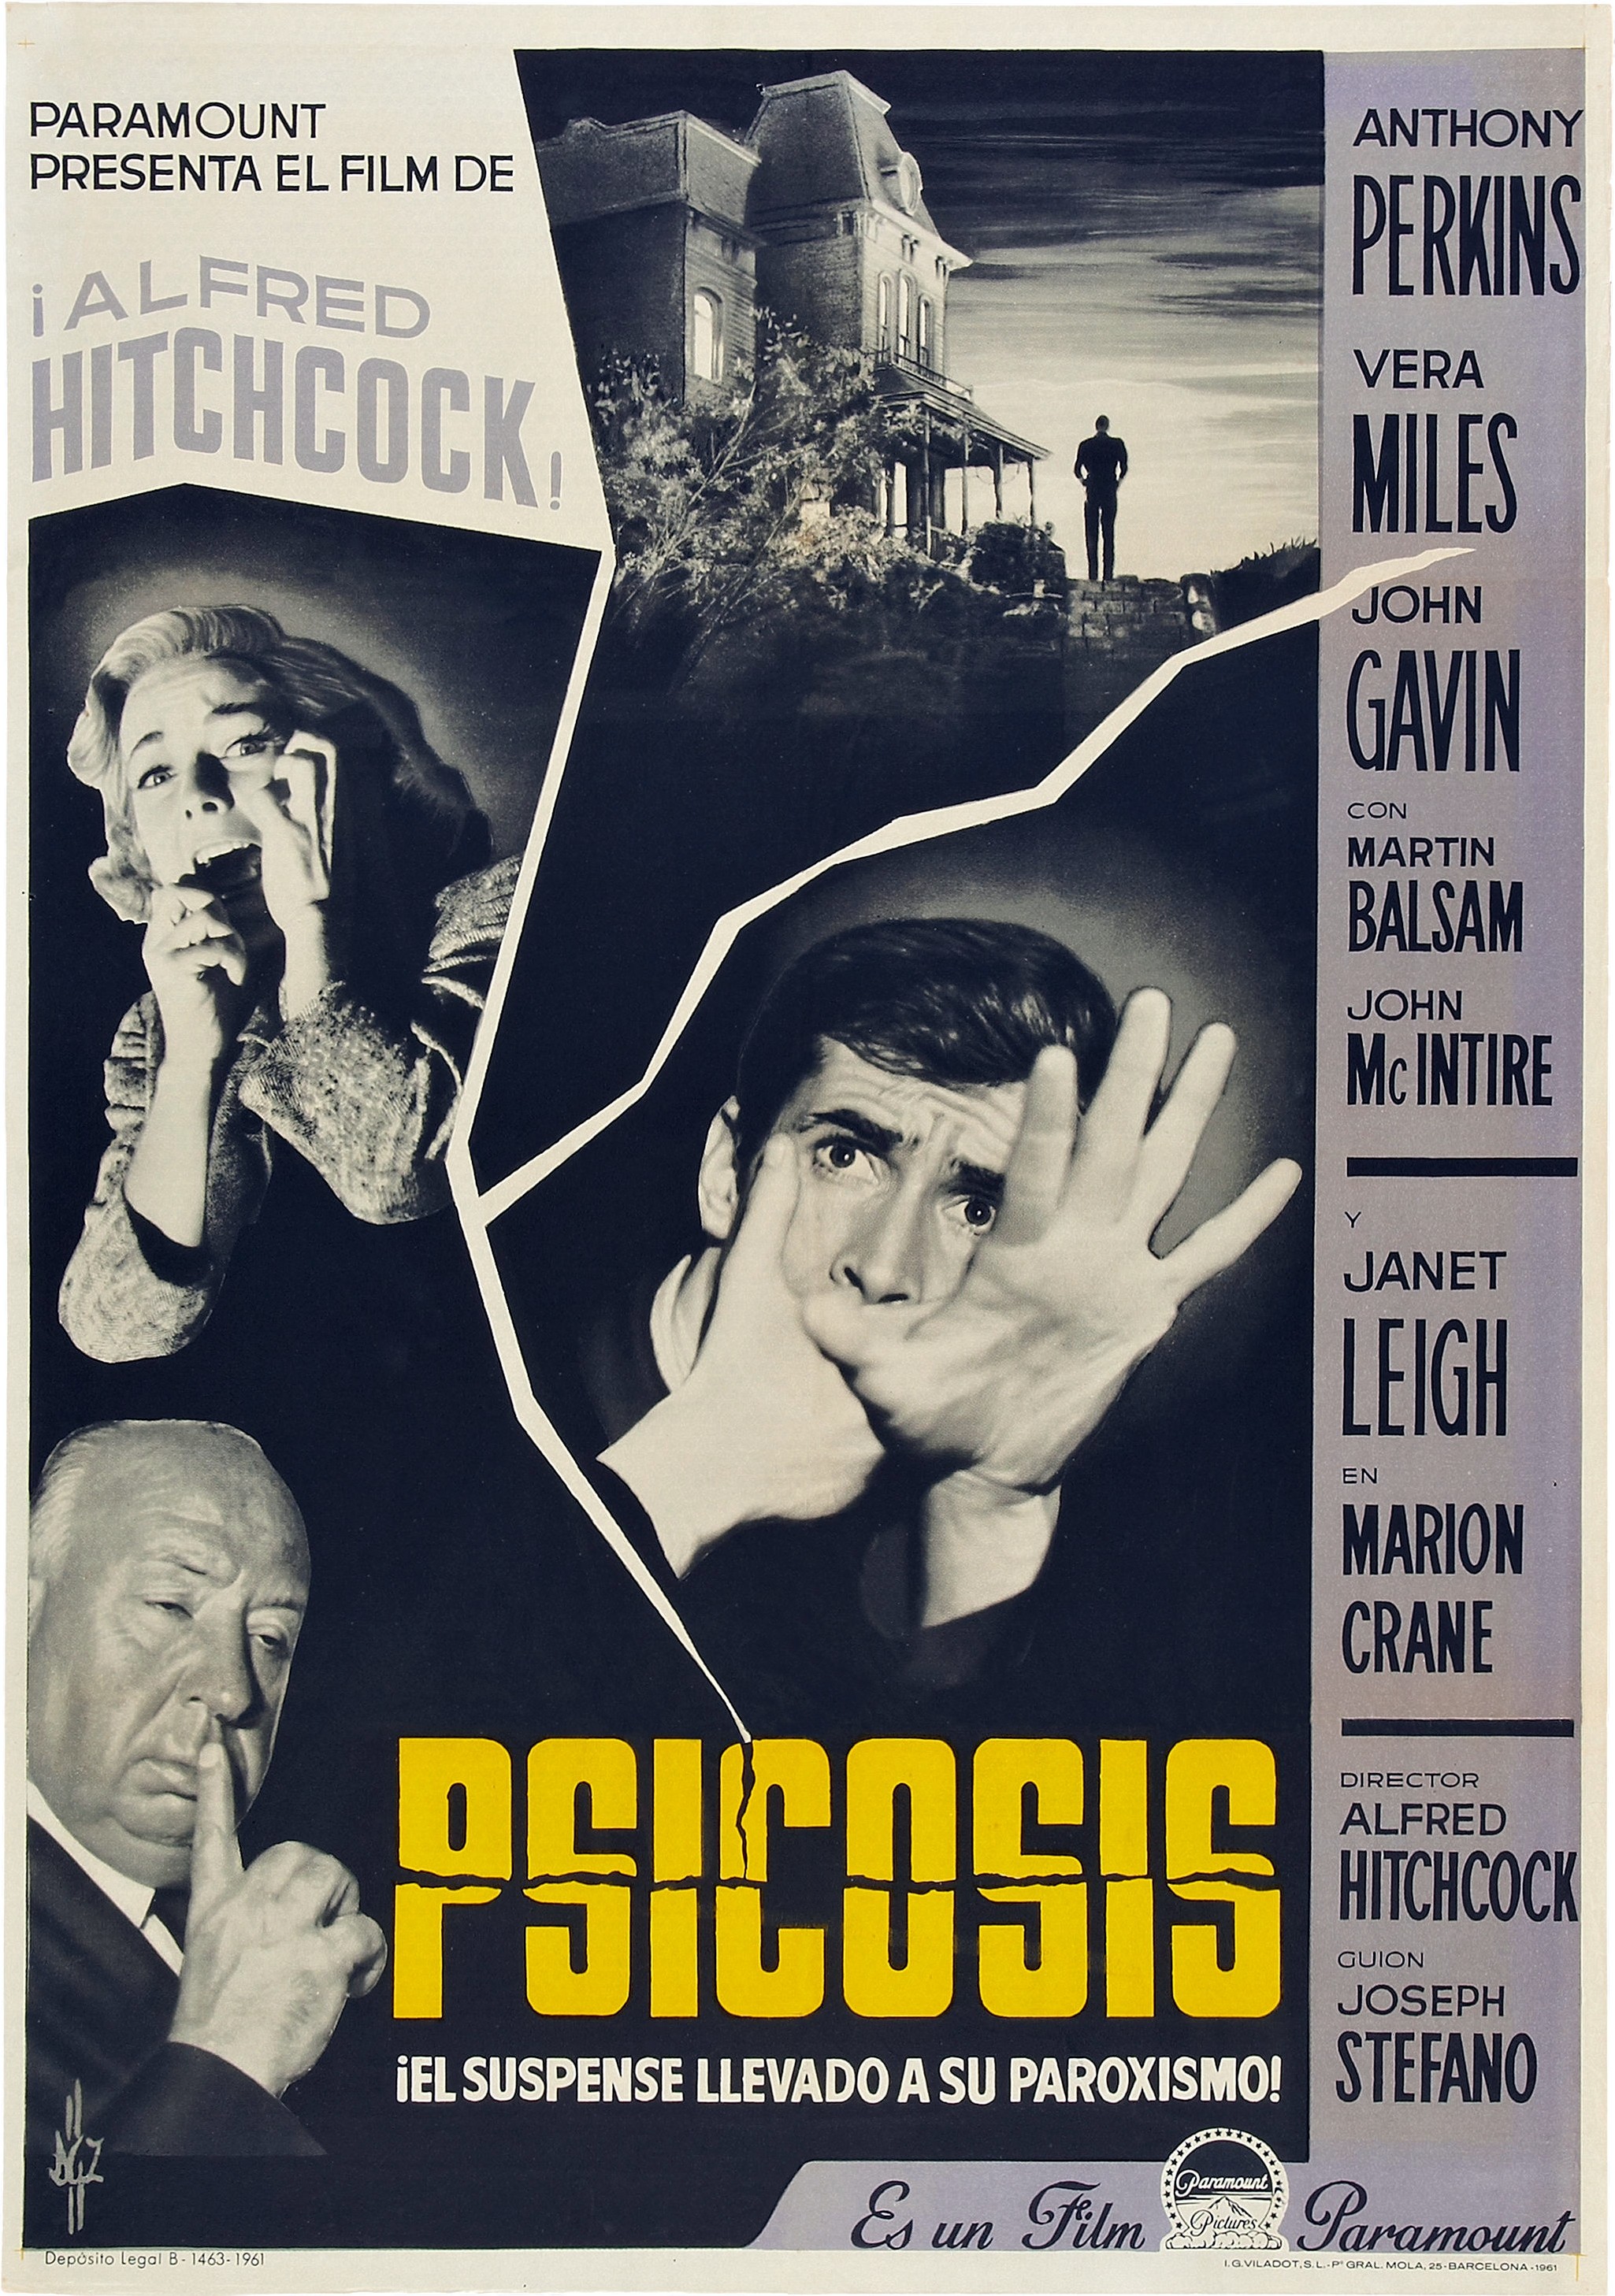 PARAMOUNT
PRESENTA EL FILM DE
¡ALFRED
HITCHCOCK!
ANTHONY
PERKINS
VERA
MILES
JOHN
GAVIN
CON
MARTIN
BALSAM
JOHN
McINTIRE
Y
JANET
LEIGH
EN
MARION
CRANE
DIRECTOR
ALFRED
HITCHCOCK
GUION
JOSEPH
STEFANO
PSICOSIS
¡EL SUSPENSE LLEVADO A SU PAROXISMO!
Es un Film
Paramount
Pictures
Paramount
Depósito Legal B-1463-1961
I.G.VILADOT, S.L.-Pº GRAL. MOLA, 25-BARCELONA-1961